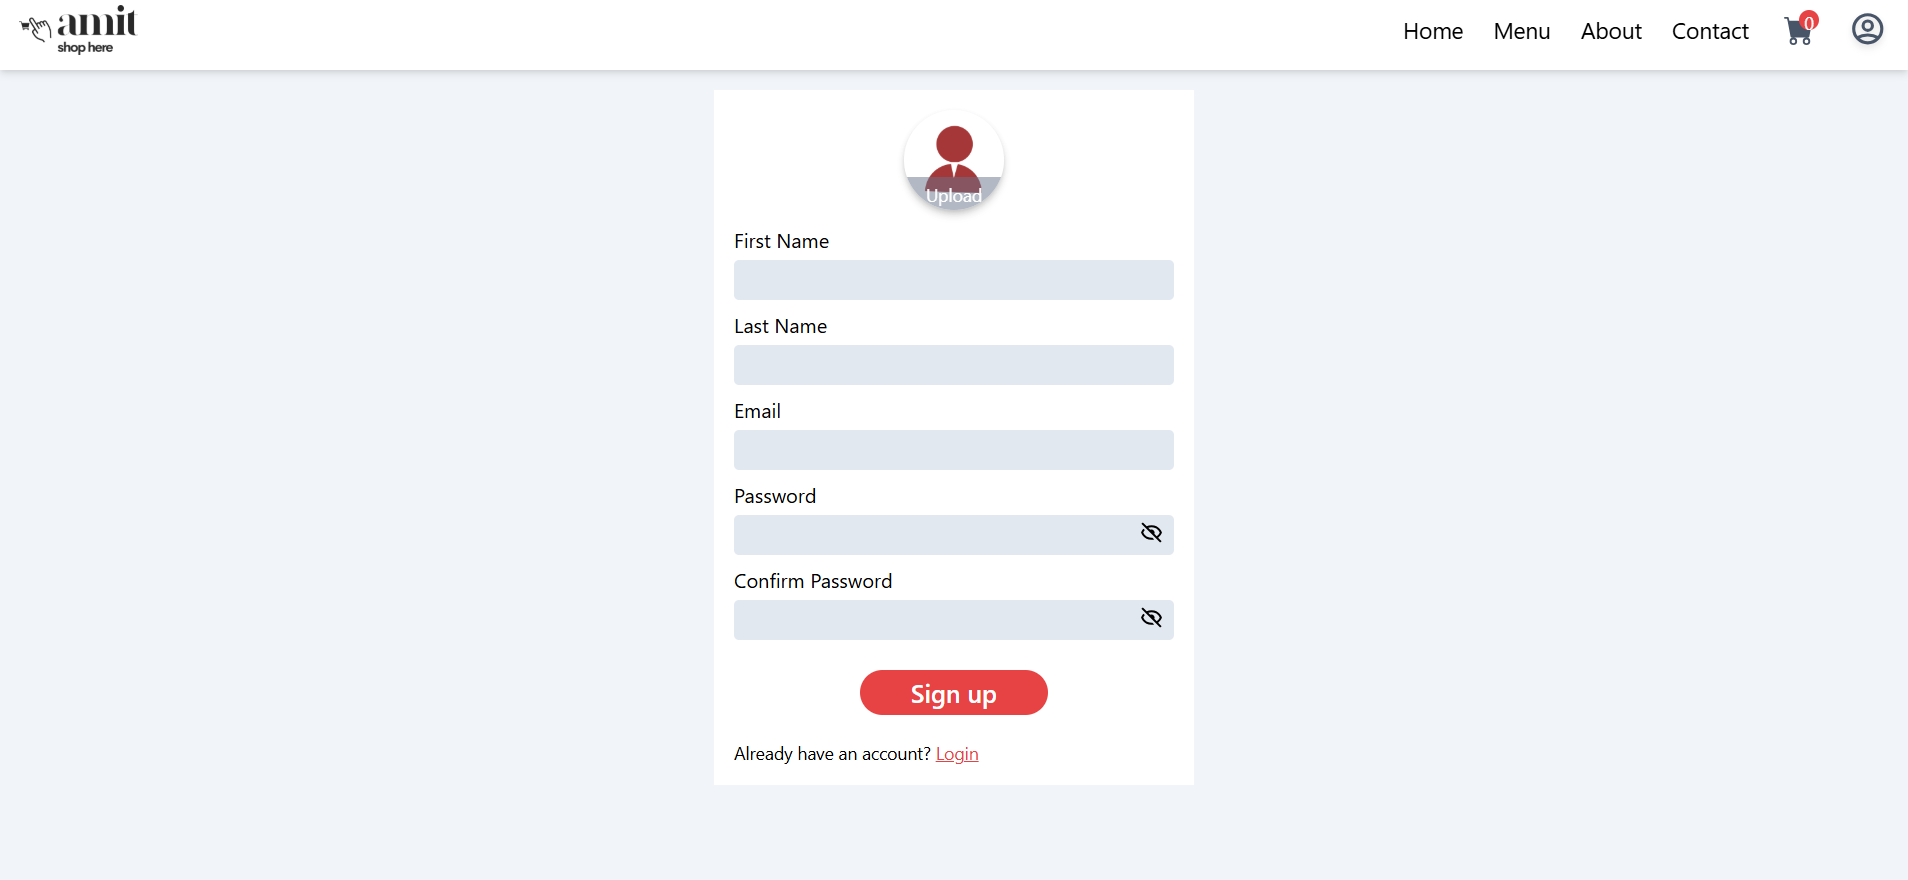 amit
shop here
Home Menu About Contact 0
Upload
First Name
Last Name
Email
Password
Confirm Password
Sign up
Already have an account? Login